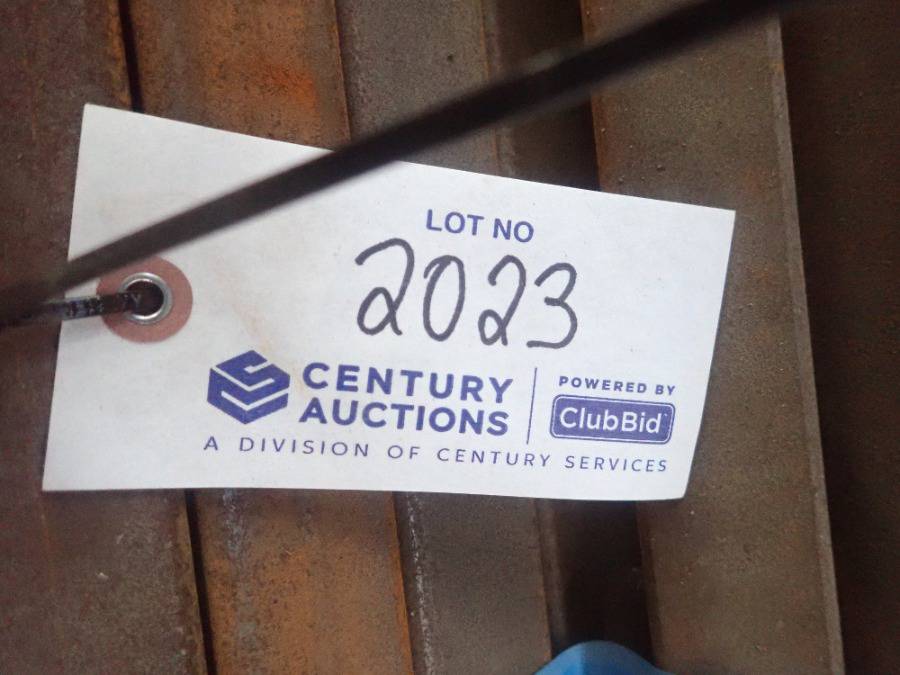 LOT NO
2023
CENTURY
AUCTIONS
A DIVISION OF CENTURY SERVICES
POWERED BY
ClubBid